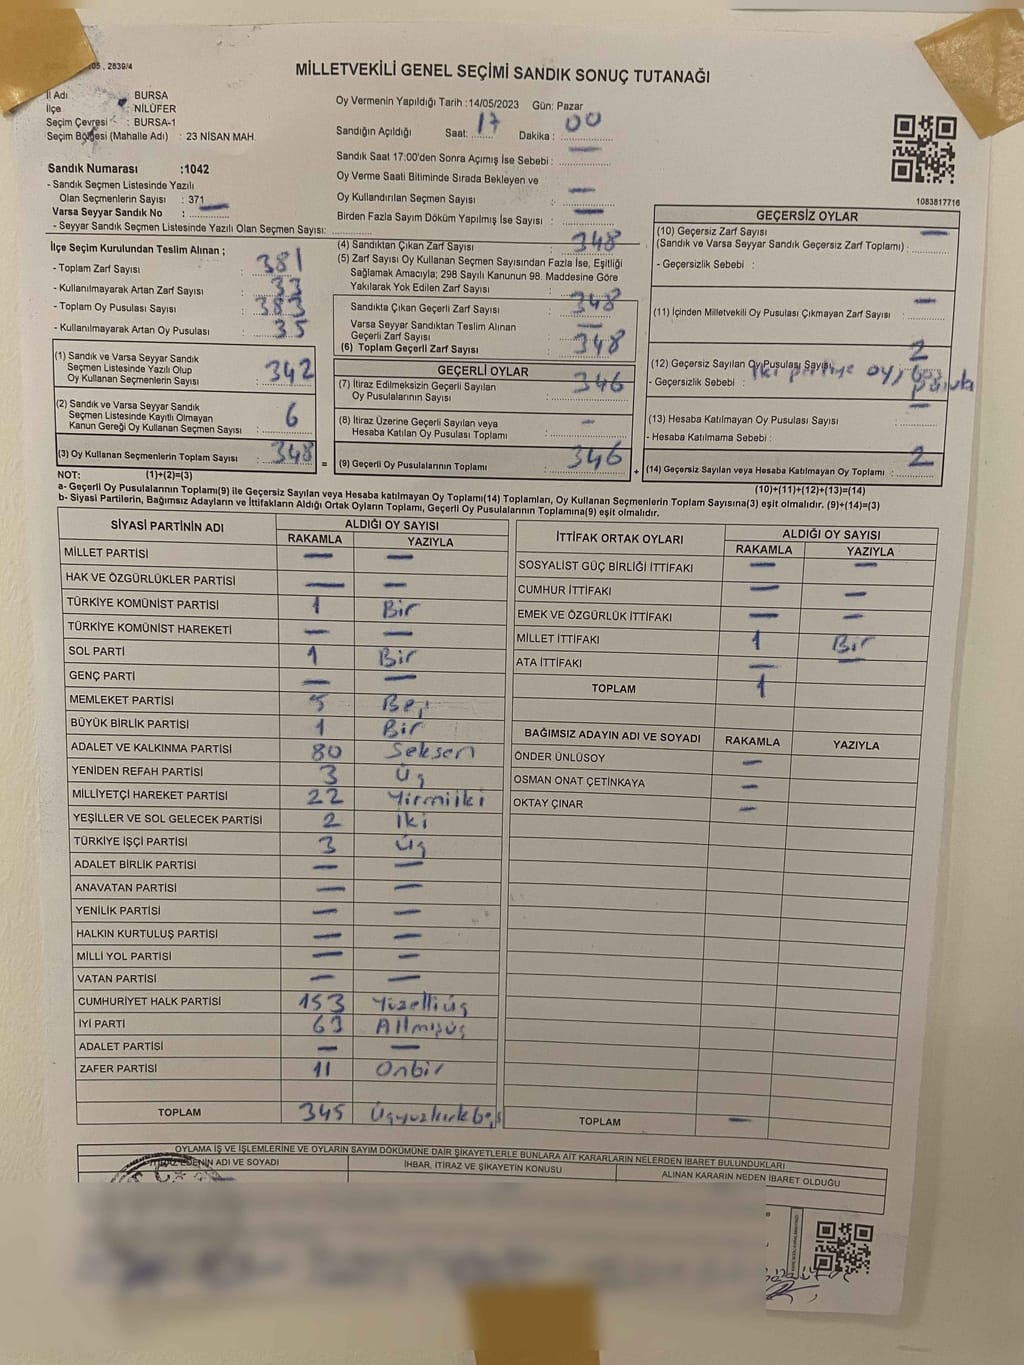 05 . 2839/4
MİLLETVEKİLİ GENEL SEÇİMİ SANDIK SONUÇ TUTANAĞI
İl Adı : BURSA
İlçe : NİLÜFER
Seçim Çevresi : BURSA-1
Seçim Bölgesi (Mahalle Adı) : 23 NİSAN MAH.
Oy Vermenin Yapıldığı Tarih :14/05/2023 Gün: Pazar
Sandığın Açıldığı Saat: 17 Dakika : 00
Sandık Saat 17:00'den Sonra Açımış İse Sebebi : —
Oy Verme Saati Bitiminde Sırada Bekleyen ve
Oy Kullandırılan Seçmen Sayısı : —
Birden Fazla Sayım Döküm Yapılmış İse Sayısı : —
Sandık Numarası :1042
- Sandık Seçmen Listesinde Yazılı
Olan Seçmenlerin Sayısı : 371
Varsa Seyyar Sandık No : —
- Seyyar Sandık Seçmen Listesinde Yazılı Olan Seçmen Sayısı:
1083817716
İlçe Seçim Kurulundan Teslim Alınan ;
- Toplam Zarf Sayısı : 381
- Kullanılmayarak Artan Zarf Sayısı : 33
- Toplam Oy Pusulası Sayısı : 383
- Kullanılmayarak Artan Oy Pusulası : 35
(1) Sandık ve Varsa Seyyar Sandık
Seçmen Listesinde Yazılı Olup
Oy Kullanan Seçmenlerin Sayısı : 342
(2) Sandık ve Varsa Seyyar Sandık
Seçmen Listesinde Kayıtlı Olmayan
Kanun Gereği Oy Kullanan Seçmen Sayısı : 6
(3) Oy Kullanan Seçmenlerin Toplam Sayısı : 348
(4) Sandıktan Çıkan Zarf Sayısı : 348
(5) Zarf Sayısı Oy Kullanan Seçmen Sayısından Fazla İse, Eşitliği
Sağlamak Amacıyla; 298 Sayılı Kanunun 98. Maddesine Göre
Yakılarak Yok Edilen Zarf Sayısı : —
Sandıkta Çıkan Geçerli Zarf Sayısı : 348
Varsa Seyyar Sandıktan Teslim Alınan
Geçerli Zarf Sayısı : —
(6) Toplam Geçerli Zarf Sayısı : 348
GEÇERLİ OYLAR
(7) İtiraz Edilmeksizin Geçerli Sayılan
Oy Pusulalarının Sayısı : 346
(8) İtiraz Üzerine Geçerli Sayılan veya
Hesaba Katılan Oy Pusulası Toplamı : —
= (9) Geçerli Oy Pusulalarının Toplamı : 346 +
GEÇERSİZ OYLAR
(10) Geçersiz Zarf Sayısı
(Sandık ve Varsa Seyyar Sandık Geçersiz Zarf Toplamı) : —
- Geçersizlik Sebebi :
(11) İçinden Milletvekili Oy Pusulası Çıkmayan Zarf Sayısı : —
(12) Geçersiz Sayılan Oy Pusulası Sayısı : 2
- Geçersizlik Sebebi : İki partiye oy,
(13) Hesaba Katılmayan Oy Pusulası Sayısı : —
- Hesaba Katılmama Sebebi :
(14) Geçersiz Sayılan veya Hesaba Katılmayan Oy Toplamı : 2
NOT: (1)+(2)=(3)
(10)+(11)+(12)+(13)=(14)
a- Geçerli Oy Pusulalarının Toplamı(9) ile Geçersiz Sayılan veya Hesaba katılmayan Oy Toplamı(14) Toplamları, Oy Kullanan Seçmenlerin Toplam Sayısına(3) eşit olmalıdır. (9)+(14)=(3)
b- Siyasi Partilerin, Bağımsız Adayların ve İttifakların Aldığı Ortak Oyların Toplamı, Geçerli Oy Pusulalarının Toplamına(9) eşit olmalıdır.
SİYASİ PARTİNİN ADI ALDIĞI OY SAYISI
RAKAMLA YAZIYLA
MİLLET PARTİSİ — —
HAK VE ÖZGÜRLÜKLER PARTİSİ — —
TÜRKİYE KOMÜNİST PARTİSİ 1 Bir
TÜRKİYE KOMÜNİST HAREKETİ — —
SOL PARTİ 1 Bir
GENÇ PARTİ — —
MEMLEKET PARTİSİ 5 Beş
BÜYÜK BİRLİK PARTİSİ 1 Bir
ADALET VE KALKINMA PARTİSİ 80 Seksen
YENİDEN REFAH PARTİSİ 3 Üç
MİLLİYETÇİ HAREKET PARTİSİ 22 Yirmiiki
YEŞİLLER VE SOL GELECEK PARTİSİ 2 İki
TÜRKİYE İŞÇİ PARTİSİ 3 Üç
ADALET BİRLİK PARTİSİ — —
ANAVATAN PARTİSİ — —
YENİLİK PARTİSİ — —
HALKIN KURTULUŞ PARTİSİ — —
MİLLİ YOL PARTİSİ — —
VATAN PARTİSİ — —
CUMHURİYET HALK PARTİSİ 153 Yüzelliüç
İYİ PARTİ 63 Altmışüç
ADALET PARTİSİ — —
ZAFER PARTİSİ 11 Onbir
TOPLAM 345 Üçyüzkırkbeş
İTTİFAK ORTAK OYLARI ALDIĞI OY SAYISI
RAKAMLA YAZIYLA
SOSYALİST GÜÇ BİRLİĞİ İTTİFAKI — —
CUMHUR İTTİFAKI — —
EMEK VE ÖZGÜRLÜK İTTİFAKI — —
MİLLET İTTİFAKI 1 Bir
ATA İTTİFAKI — —
TOPLAM 1
BAĞIMSIZ ADAYIN ADI VE SOYADI RAKAMLA YAZIYLA
ÖNDER ÜNLÜSOY —
OSMAN ONAT ÇETİNKAYA —
OKTAY ÇINAR —
TOPLAM —
OYLAMA İŞ VE İŞLEMLERİNE VE OYLARIN SAYIM DÖKÜMÜNE DAİR ŞİKAYETLERLE BUNLARA AİT KARARLARIN NELERDEN İBARET BULUNDUKLARI
İTİRAZ EDENİN ADI VE SOYADI İHBAR, İTİRAZ VE ŞİKAYETİN KONUSU ALINAN KARARIN NEDEN İBARET OLDUĞU